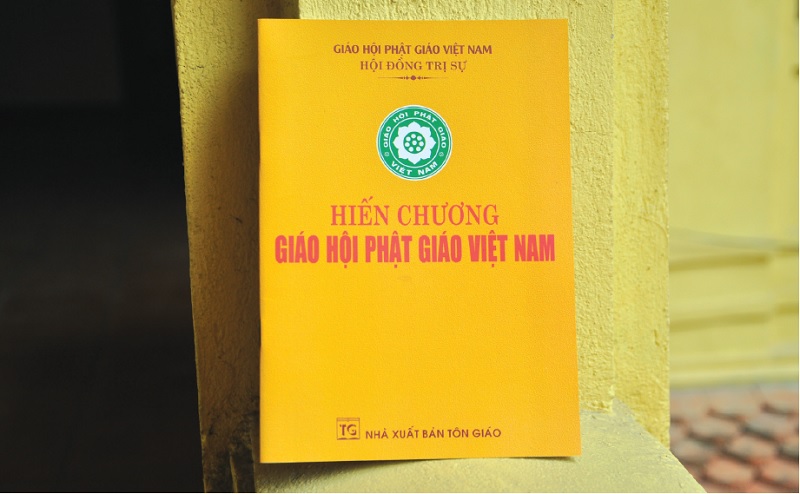 GIÁO HỘI PHẬT GIÁO VIỆT NAM
HỘI ĐỒNG TRỊ SỰ
GIÁO HỘI PHẬT GIÁO
VIỆT NAM
HIẾN CHƯƠNG
GIÁO HỘI PHẬT GIÁO VIỆT NAM
TG NHÀ XUẤT BẢN TÔN GIÁO